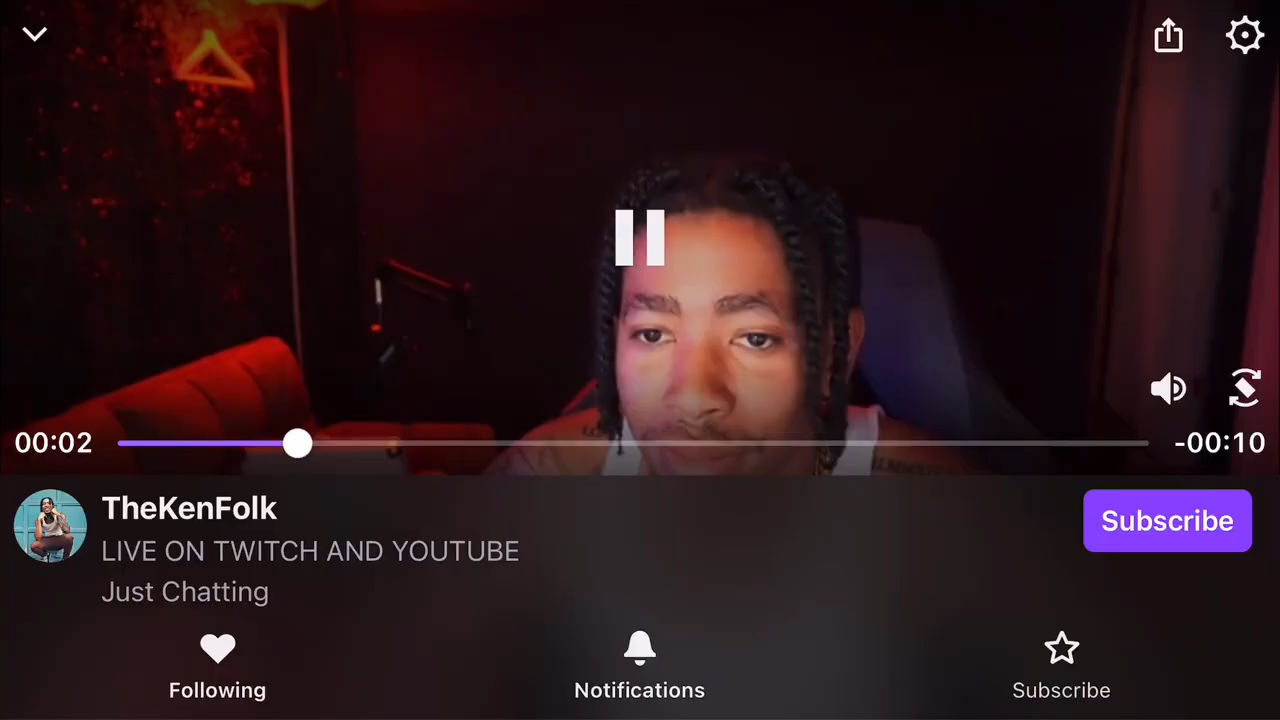 00:02
-00:10
TheKenFolk
Subscribe
LIVE ON TWITCH AND YOUTUBE
Just Chatting
Following
Notifications
Subscribe